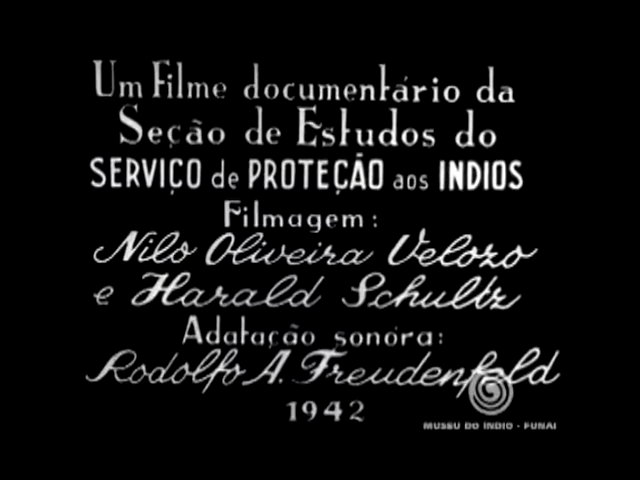 Um Filme documentário da
Seção de Estudos do
SERVIÇO de PROTEÇÃO aos INDIOS
Filmagem:
Nilo Oliveira Velozo
e Harald Schultz
Adatação sonóra:
Rodolfo A. Freudenfeld
1942
MUSEU DO ÍNDIO - FUNAI